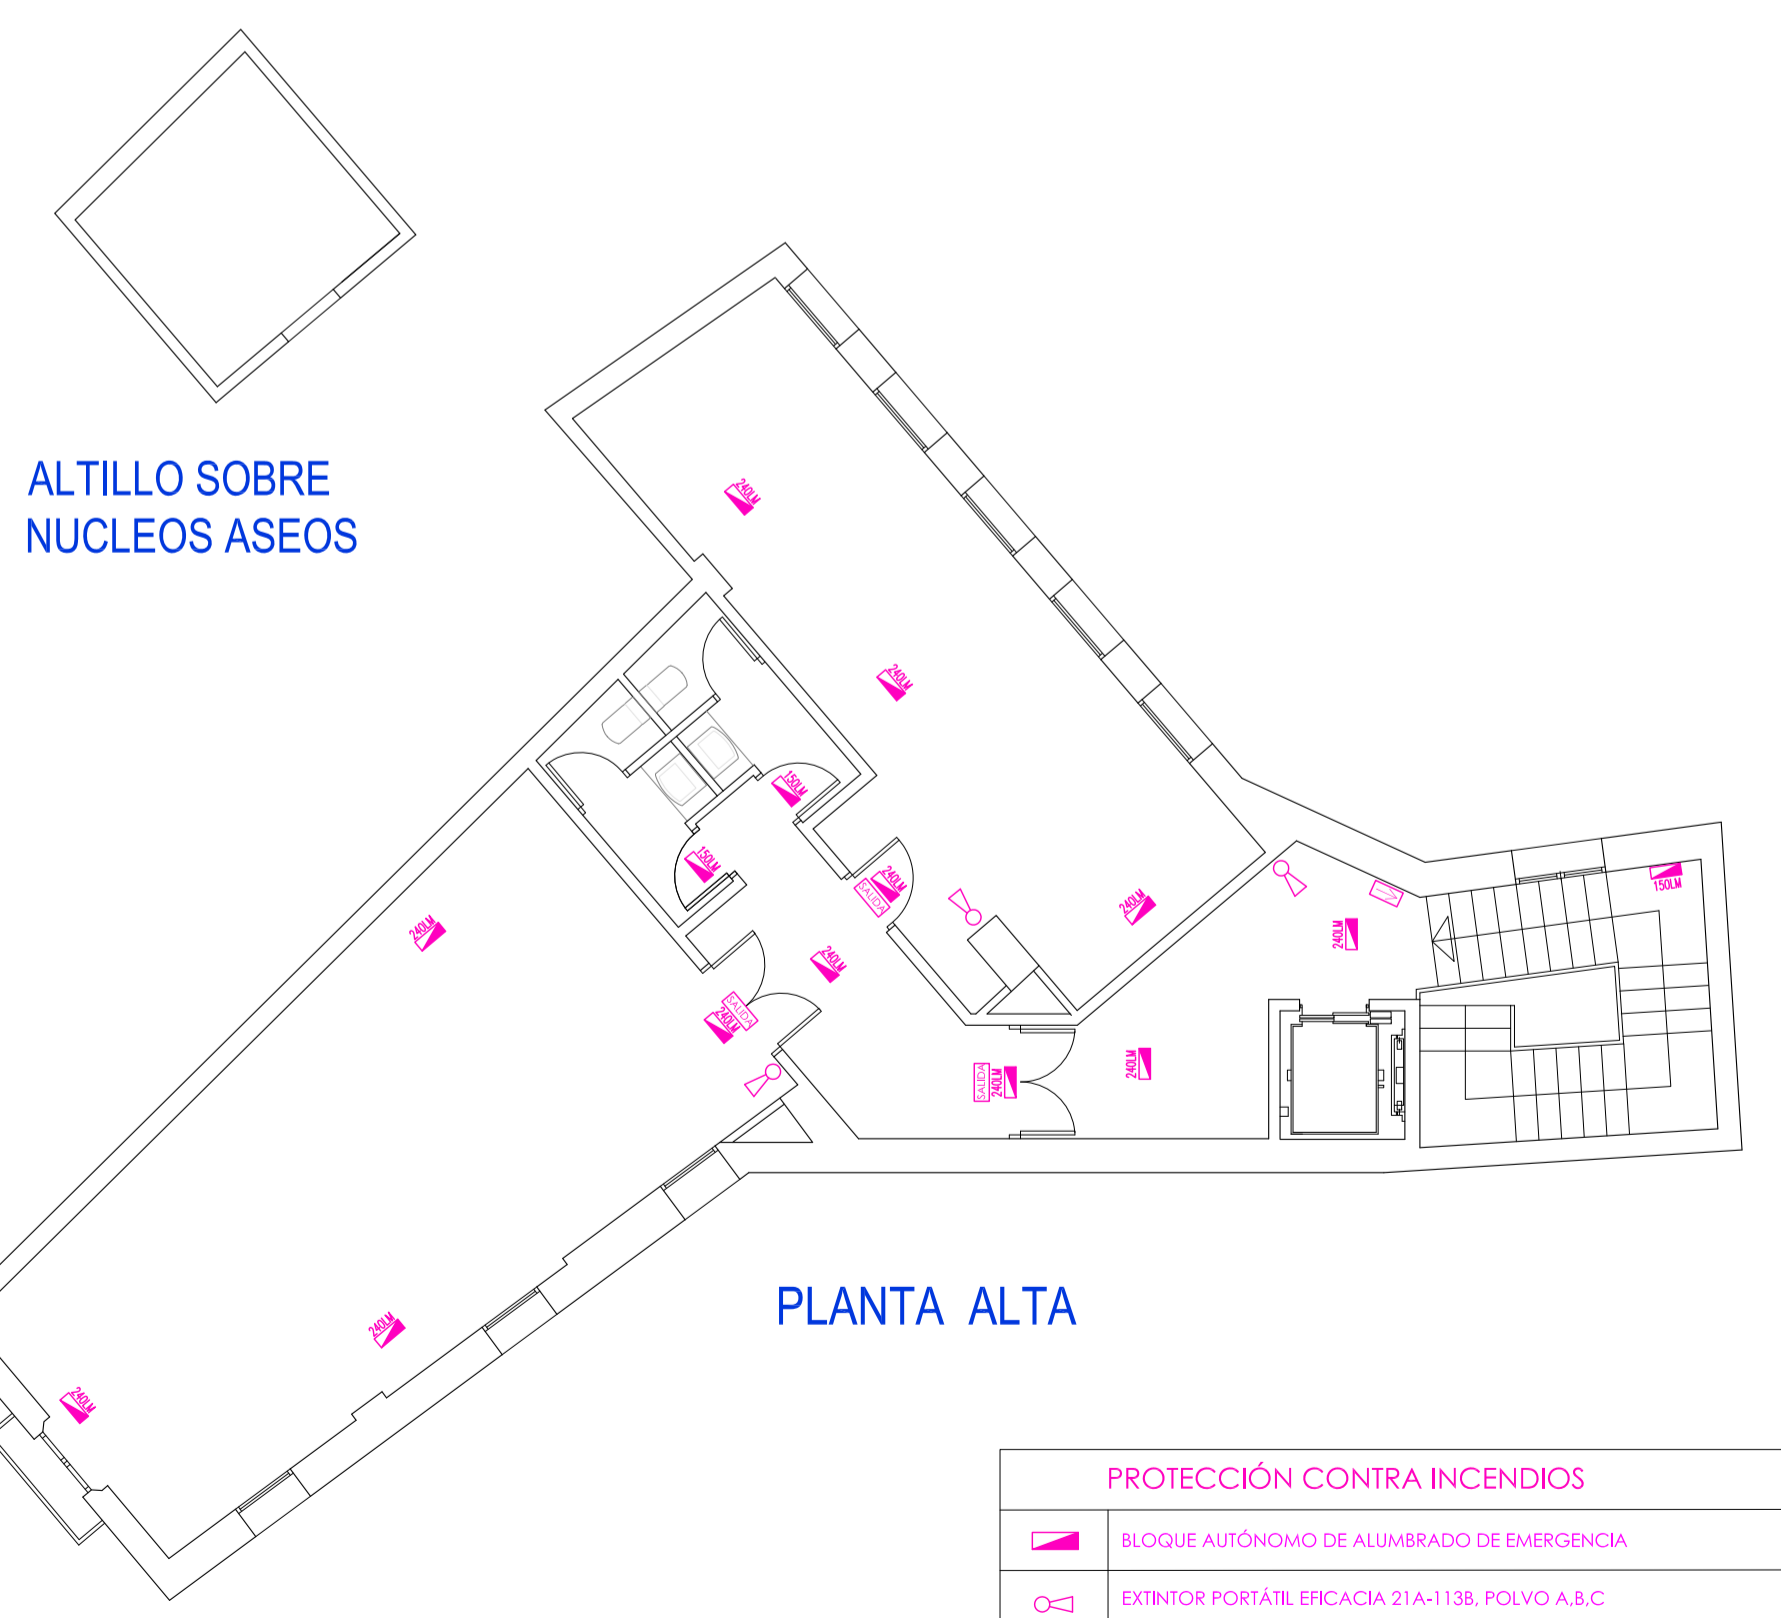 ALTILLO SOBRE
NUCLEOS ASEOS
240LM
240LM
150LM
150LM
240LM
SALIDA
240LM
240LM
240LM
240LM
150LM
240LM
SALIDA
240LM
SALIDA
240LM
240LM
240LM
240LM
PLANTA ALTA
PROTECCIÓN CONTRA INCENDIOS
BLOQUE AUTÓNOMO DE ALUMBRADO DE EMERGENCIA
EXTINTOR PORTÁTIL EFICACIA 21A-113B, POLVO A,B,C